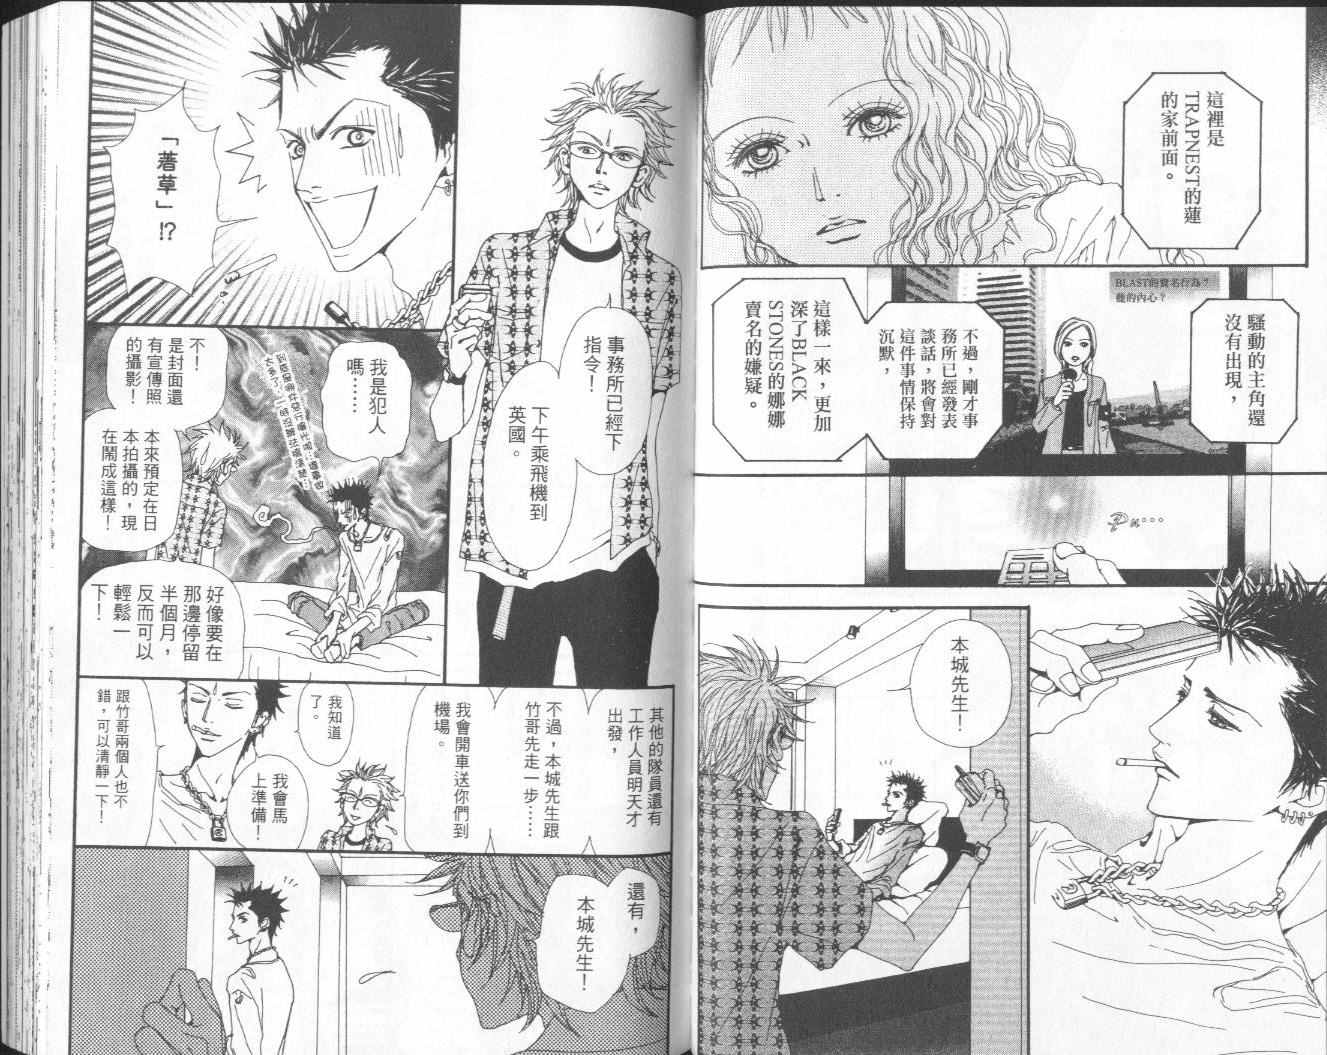 這裡是
TRAPNEST的蓮
的家前面。
BLAST的賣名行為？
蓮的內心？
騷動的主角還
沒有出現，
不過，剛才事
務所已經發表
談話，將會對
這件事情保持
沉默，
這樣一來，更加
深了BLACK
STONES的娜娜
賣名的嫌疑。
Pu…
本城先生！
事務所已經下
指令！
下午乘飛機到
英國。
「著草」!?
我是犯人
嗎……
不！
是封面還
有宣傳照
的攝影！
本來預定在日
本拍攝的，現
在鬧成這樣！
好像要在
那邊停留
半個月，
反而可以
輕鬆一
下！
其他的隊員還有
工作人員明天才
出發，
不過，本城先生跟
竹哥先走一步……
我會開車送你們到
機場。
我知道
了。
我會馬
上準備！
跟竹哥兩個人也不
錯，可以清靜一下！
還有，
本城先生！